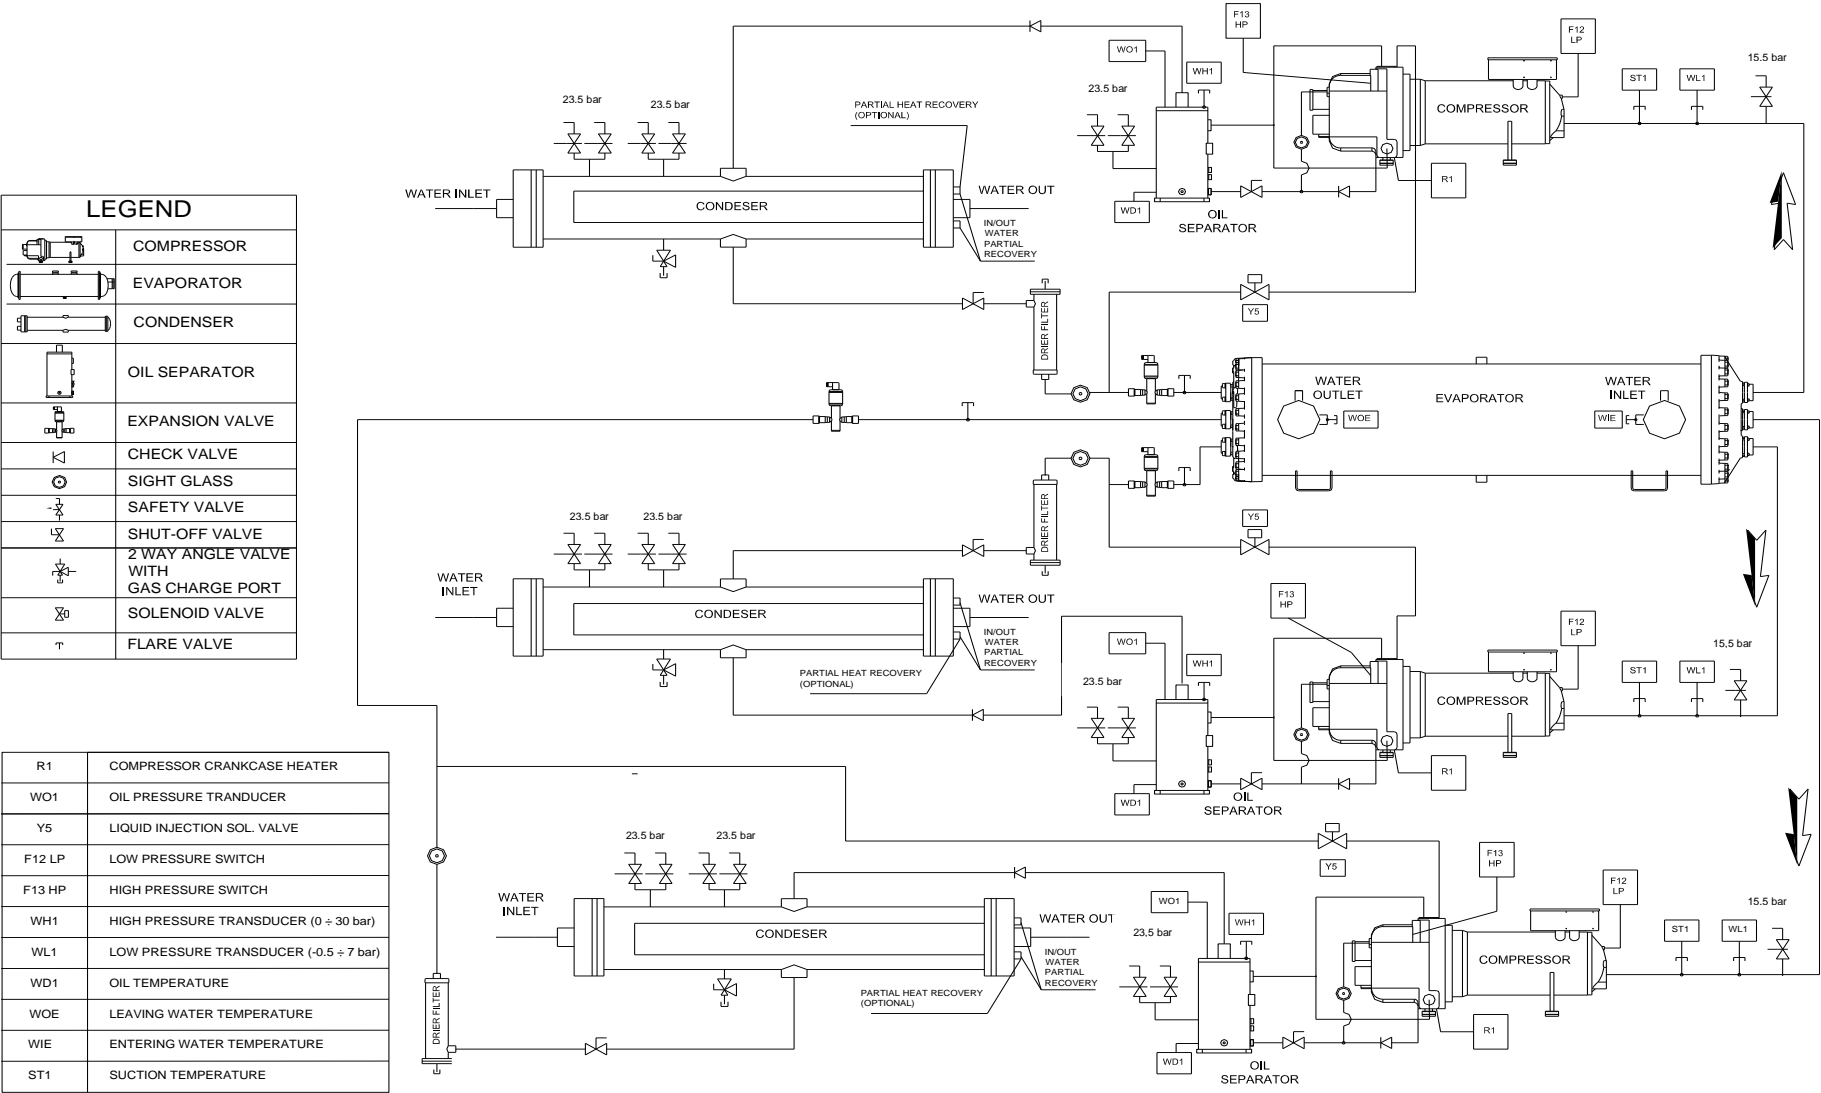 F13
HP
WO1
WH1
F12
LP
15.5 bar
ST1
WL1
23.5 bar
23.5 bar
23.5 bar
PARTIAL HEAT RECOVERY
(OPTIONAL)
COMPRESSOR
WATER INLET
WATER OUT
CONDESER
R1
WD1
OIL
SEPARATOR
IN/OUT
WATER
PARTIAL
RECOVERY
LEGEND
COMPRESSOR
EVAPORATOR
CONDENSER
OIL SEPARATOR
EXPANSION VALVE
CHECK VALVE
SIGHT GLASS
SAFETY VALVE
SHUT-OFF VALVE
2 WAY ANGLE VALVE
WITH
GAS CHARGE PORT
SOLENOID VALVE
FLARE VALVE
Y5
DRIER FILTER
WATER
OUTLET
WATER
INLET
EVAPORATOR
WOE
WIE
DRIER FILTER
Y5
23.5 bar
23.5 bar
WATER
INLET
CONDESER
WATER OUT
IN/OUT
WATER
PARTIAL
RECOVERY
PARTIAL HEAT RECOVERY
(OPTIONAL)
F13
HP
F12
LP
WO1
WH1
ST1
WL1
15,5 bar
23.5 bar
COMPRESSOR
R1
WD1
OIL
SEPARATOR
R1 COMPRESSOR CRANKCASE HEATER
WO1 OIL PRESSURE TRANDUCER
Y5 LIQUID INJECTION SOL. VALVE
F12 LP LOW PRESSURE SWITCH
F13 HP HIGH PRESSURE SWITCH
WH1 HIGH PRESSURE TRANSDUCER (0 ÷ 30 bar)
WL1 LOW PRESSURE TRANSDUCER (-0.5 ÷ 7 bar)
WD1 OIL TEMPERATURE
WOE LEAVING WATER TEMPERATURE
WIE ENTERING WATER TEMPERATURE
ST1 SUCTION TEMPERATURE
23.5 bar
23.5 bar
Y5
F13
HP
F12
LP
WATER
INLET
CONDESER
WATER OUT
IN/OUT
WATER
PARTIAL
RECOVERY
PARTIAL HEAT RECOVERY
(OPTIONAL)
WO1
WH1
23,5 bar
ST1
WL1
15.5 bar
COMPRESSOR
R1
WD1
OIL
SEPARATOR
DRIER FILTER